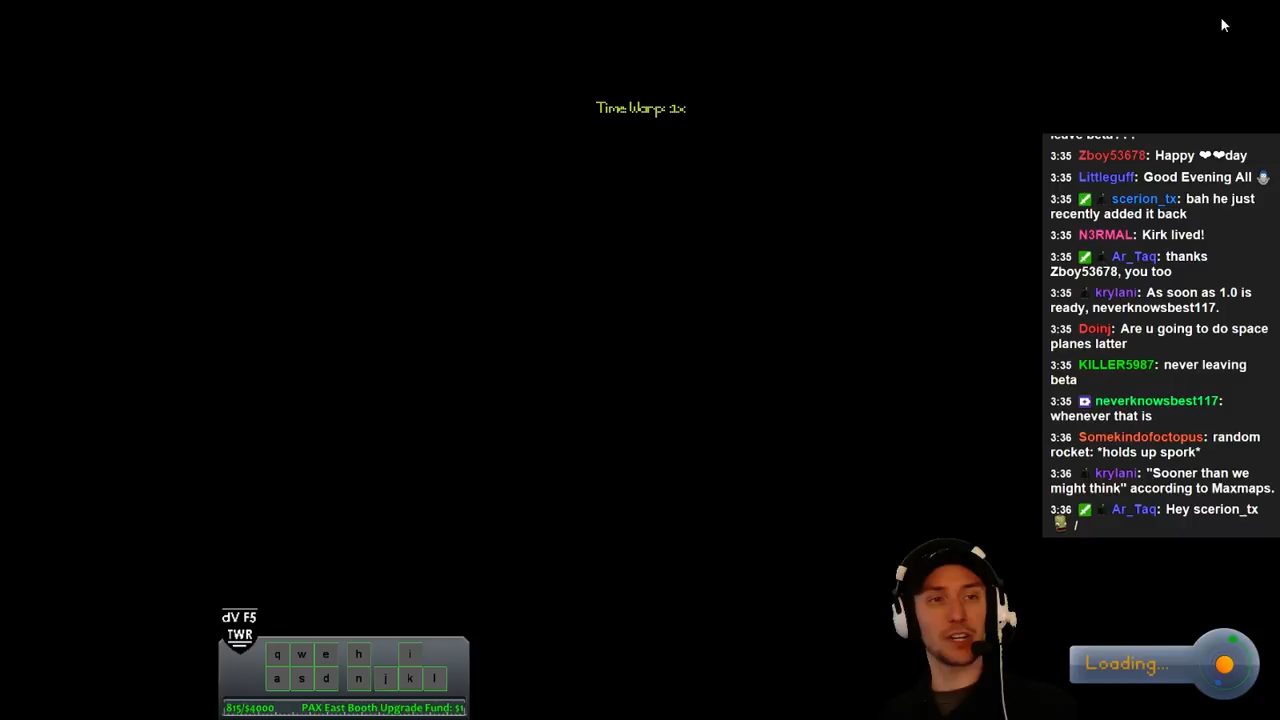 Time Warp: 1x
leave beta???
3:35 Zboy53678: Happy ❤❤day
3:35 Littleguff: Good Evening All
3:35 scerion_tx: bah he just
recently added it back
3:35 N3RMAL: Kirk lived!
3:35 Ar_Taq: thanks
Zboy53678, you too
3:35 krylani: As soon as 1.0 is
ready, neverknowsbest117.
3:35 Doinj: Are u going to do space
planes latter
3:35 KILLER5987: never leaving
beta
3:35 neverknowsbest117:
whenever that is
3:36 Somekindofoctopus: random
rocket: *holds up spork*
3:36 krylani: "Sooner than we
might think" according to Maxmaps.
3:36 Ar_Taq: Hey scerion_tx
/
dV F5
TWR
q w e h i
a s d n j k l
815/$4000 PAX East Booth Upgrade Fund: $1
Loading...